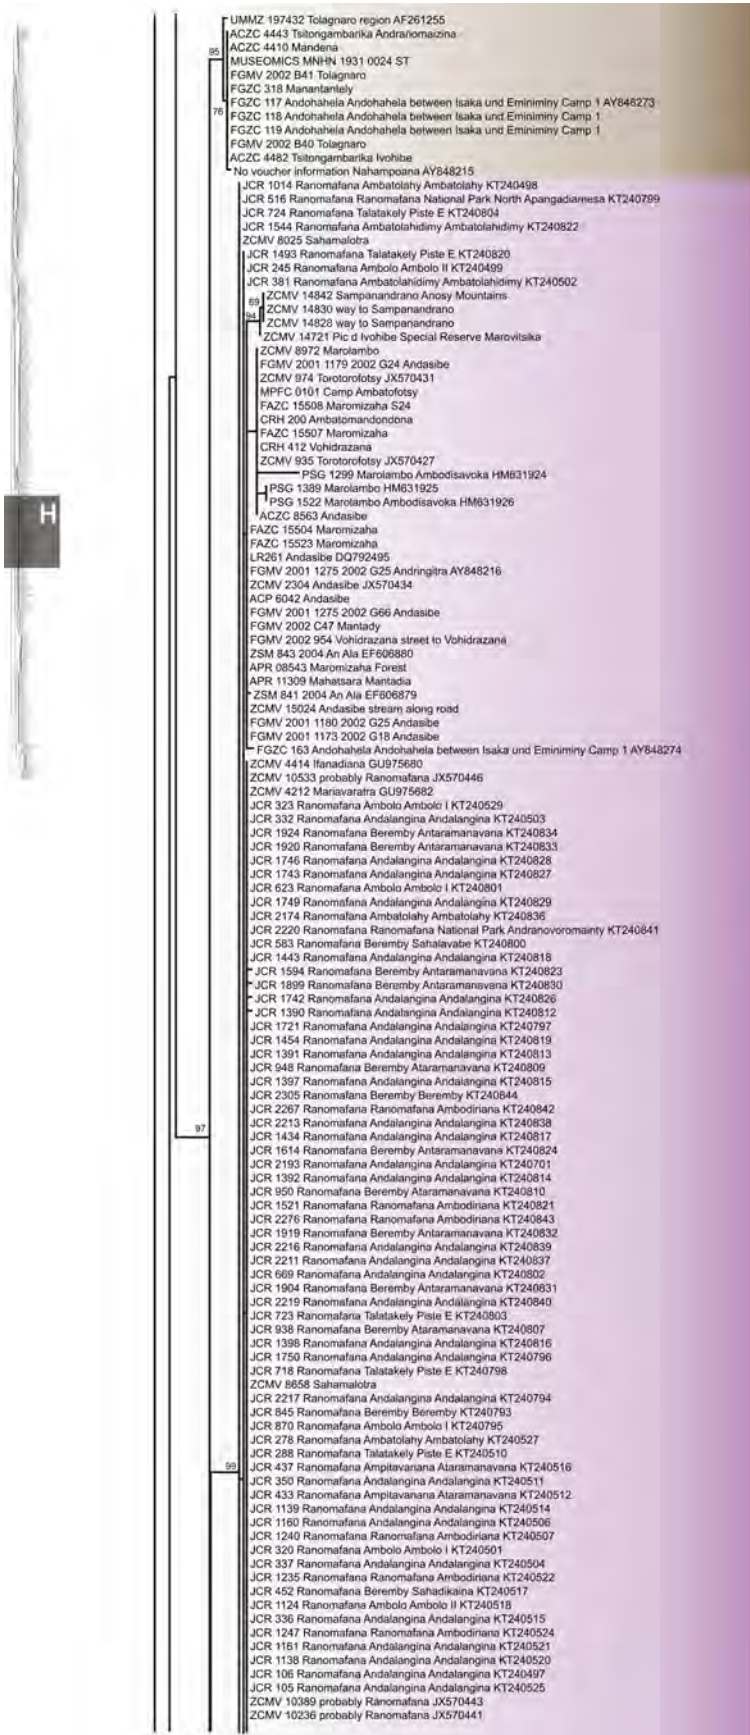 UMMZ 197432 Tolagnaro region AF261255
ACZC 4443 Tsitongambarika Andranomaizina
ACZC 4410 Mandena
95
MUSEOMICS MNHN 1931 0024 ST
FGMV 2002 B41 Tolagnaro
FGZC 318 Manantantely
FGZC 117 Andohahela Andohahela between Isaka und Eminiminy Camp 1 AY848273
76
FGZC 118 Andohahela Andohahela between Isaka und Eminiminy Camp 1
FGZC 119 Andohahela Andohahela between Isaka und Eminiminy Camp 1
FGMV 2002 B40 Tolagnaro
ACZC 4482 Tsitongambarika Ivohibe
No voucher information Nahampoana AY848215
JCR 1014 Ranomafana Ambatolahy Ambatolahy KT240498
JCR 516 Ranomafana Ranomafana National Park North Apangadiamesa KT240799
JCR 724 Ranomafana Talatakely Piste E KT240804
JCR 1544 Ranomafana Ambatolahidimy Ambatolahidimy KT240822
ZCMV 8025 Sahamalotra
JCR 1493 Ranomafana Talatakely Piste E KT240820
JCR 245 Ranomafana Ambolo Ambolo II KT240499
JCR 381 Ranomafana Ambatolahidimy Ambatolahidimy KT240502
69
ZCMV 14842 Sampanandrano Anosy Mountains
ZCMV 14830 way to Sampanandrano
94
ZCMV 14828 way to Sampanandrano
ZCMV 14721 Pic d Ivohibe Special Reserve Marovitsika
ZCMV 8972 Marolambo
FGMV 2001 1179 2002 G24 Andasibe
ZCMV 974 Torotorofotsy JX570431
MPFC 0101 Camp Ambatofotsy
FAZC 15508 Maromizaha S24
CRH 200 Ambatomandondona
FAZC 15507 Maromizaha
CRH 412 Vohidrazana
ZCMV 935 Torotorofotsy JX570427
PSG 1299 Marolambo Ambodisavoka HM631924
PSG 1389 Marolambo HM631925
PSG 1522 Marolambo Ambodisavoka HM631926
H
ACZC 8563 Andasibe
FAZC 15504 Maromizaha
FAZC 15523 Maromizaha
LR261 Andasibe DQ792495
FGMV 2001 1275 2002 G25 Andringitra AY848216
ZCMV 2304 Andasibe JX570434
ACP 6042 Andasibe
FGMV 2001 1275 2002 G66 Andasibe
FGMV 2002 C47 Mantady
FGMV 2002 954 Vohidrazana street to Vohidrazana
ZSM 843 2004 An Ala EF606880
APR 08543 Maromizaha Forest
APR 11309 Mahatsara Mantadia
ZSM 841 2004 An Ala EF606879
ZCMV 15024 Andasibe stream along road
FGMV 2001 1180 2002 G25 Andasibe
FGMV 2001 1173 2002 G18 Andasibe
FGZC 163 Andohahela Andohahela between Isaka und Eminiminy Camp 1 AY848274
ZCMV 4414 Ifanadiana GU975680
ZCMV 10533 probably Ranomafana JX570446
ZCMV 4212 Mariavaratra GU975682
JCR 323 Ranomafana Ambolo Ambolo I KT240529
JCR 332 Ranomafana Andalangina Andalangina KT240503
JCR 1924 Ranomafana Beremby Antaramanavana KT240834
JCR 1920 Ranomafana Beremby Antaramanavana KT240833
JCR 1746 Ranomafana Andalangina Andalangina KT240828
JCR 1743 Ranomafana Andalangina Andalangina KT240827
JCR 623 Ranomafana Ambolo Ambolo I KT240801
JCR 1749 Ranomafana Andalangina Andalangina KT240829
JCR 2174 Ranomafana Ambatolahy Ambatolahy KT240836
JCR 2220 Ranomafana Ranomafana National Park Andranovoromainty KT240841
JCR 583 Ranomafana Beremby Sahalavabe KT240800
JCR 1443 Ranomafana Andalangina Andalangina KT240818
JCR 1594 Ranomafana Beremby Antaramanavana KT240823
JCR 1899 Ranomafana Beremby Antaramanavana KT240830
JCR 1742 Ranomafana Andalangina Andalangina KT240826
JCR 1390 Ranomafana Andalangina Andalangina KT240812
JCR 1721 Ranomafana Andalangina Andalangina KT240797
JCR 1454 Ranomafana Andalangina Andalangina KT240819
JCR 1391 Ranomafana Andalangina Andalangina KT240813
JCR 948 Ranomafana Beremby Ataramanavana KT240809
JCR 1397 Ranomafana Andalangina Andalangina KT240815
JCR 2305 Ranomafana Beremby Beremby KT240844
JCR 2267 Ranomafana Ranomafana Ambodiriana KT240842
JCR 2213 Ranomafana Andalangina Andalangina KT240838
97
JCR 1434 Ranomafana Andalangina Andalangina KT240817
JCR 1614 Ranomafana Beremby Antaramanavana KT240824
JCR 2193 Ranomafana Andalangina Andalangina KT240701
JCR 1392 Ranomafana Andalangina Andalangina KT240814
JCR 950 Ranomafana Beremby Ataramanavana KT240810
JCR 1521 Ranomafana Ranomafana Ambodiriana KT240821
JCR 2276 Ranomafana Ranomafana Ambodiriana KT240843
JCR 1919 Ranomafana Beremby Antaramanavana KT240832
JCR 2216 Ranomafana Andalangina Andalangina KT240839
JCR 2211 Ranomafana Andalangina Andalangina KT240837
JCR 669 Ranomafana Andalangina Andalangina KT240802
JCR 1904 Ranomafana Beremby Antaramanavana KT240831
JCR 2219 Ranomafana Andalangina Andalangina KT240840
JCR 723 Ranomafana Talatakely Piste E KT240803
JCR 938 Ranomafana Beremby Ataramanavana KT240807
JCR 1398 Ranomafana Andalangina Andalangina KT240816
JCR 1750 Ranomafana Andalangina Andalangina KT240796
JCR 718 Ranomafana Talatakely Piste E KT240798
ZCMV 8658 Sahamalotra
JCR 2217 Ranomafana Andalangina Andalangina KT240794
JCR 845 Ranomafana Beremby Beremby KT240793
JCR 870 Ranomafana Ambolo Ambolo I KT240795
JCR 278 Ranomafana Ambatolahy Ambatolahy KT240527
JCR 288 Ranomafana Talatakely Piste E KT240510
99
JCR 437 Ranomafana Ampitavanana Ataramanavana KT240516
JCR 350 Ranomafana Andalangina Andalangina KT240511
JCR 433 Ranomafana Ampitavanana Ataramanavana KT240512
JCR 1139 Ranomafana Andalangina Andalangina KT240514
JCR 1160 Ranomafana Andalangina Andalangina KT240506
JCR 1240 Ranomafana Ranomafana Ambodiriana KT240507
JCR 320 Ranomafana Ambolo Ambolo I KT240501
JCR 337 Ranomafana Andalangina Andalangina KT240504
JCR 1235 Ranomafana Ranomafana Ambodiriana KT240522
JCR 452 Ranomafana Beremby Sahadikaina KT240517
JCR 1124 Ranomafana Ambolo Ambolo II KT240518
JCR 336 Ranomafana Andalangina Andalangina KT240515
JCR 1247 Ranomafana Ranomafana Ambodiriana KT240524
JCR 1161 Ranomafana Andalangina Andalangina KT240521
JCR 1138 Ranomafana Andalangina Andalangina KT240520
JCR 106 Ranomafana Andalangina Andalangina KT240497
JCR 105 Ranomafana Andalangina Andalangina KT240525
ZCMV 10389 probably Ranomafana JX570443
ZCMV 10236 probably Ranomafana JX570441